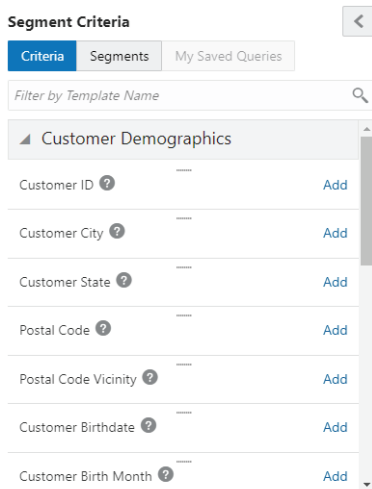 Segment Criteria
Criteria Segments My Saved Queries
Filter by Template Name
Customer Demographics
Customer ID ? Add
Customer City ? Add
Customer State ? Add
Postal Code ? Add
Postal Code Vicinity ? Add
Customer Birthdate ? Add
Customer Birth Month ? Add